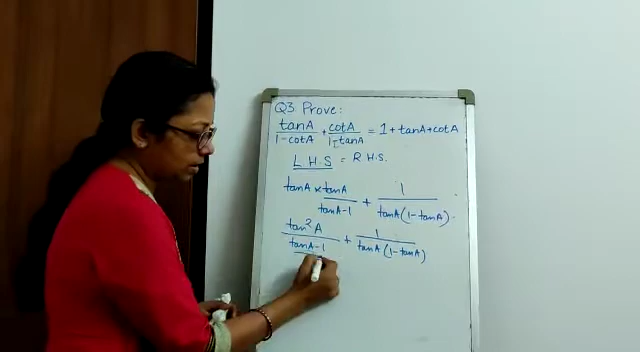 Q3 Prove:
tanA/1-cotA + cotA/1-tanA = 1 + tanA + cotA
L.H.S = R.H.S.
tanA × tanA/tanA-1 + 1/tanA(1-tanA).
tan²A/tanA-1 + 1/tanA(1-tanA)